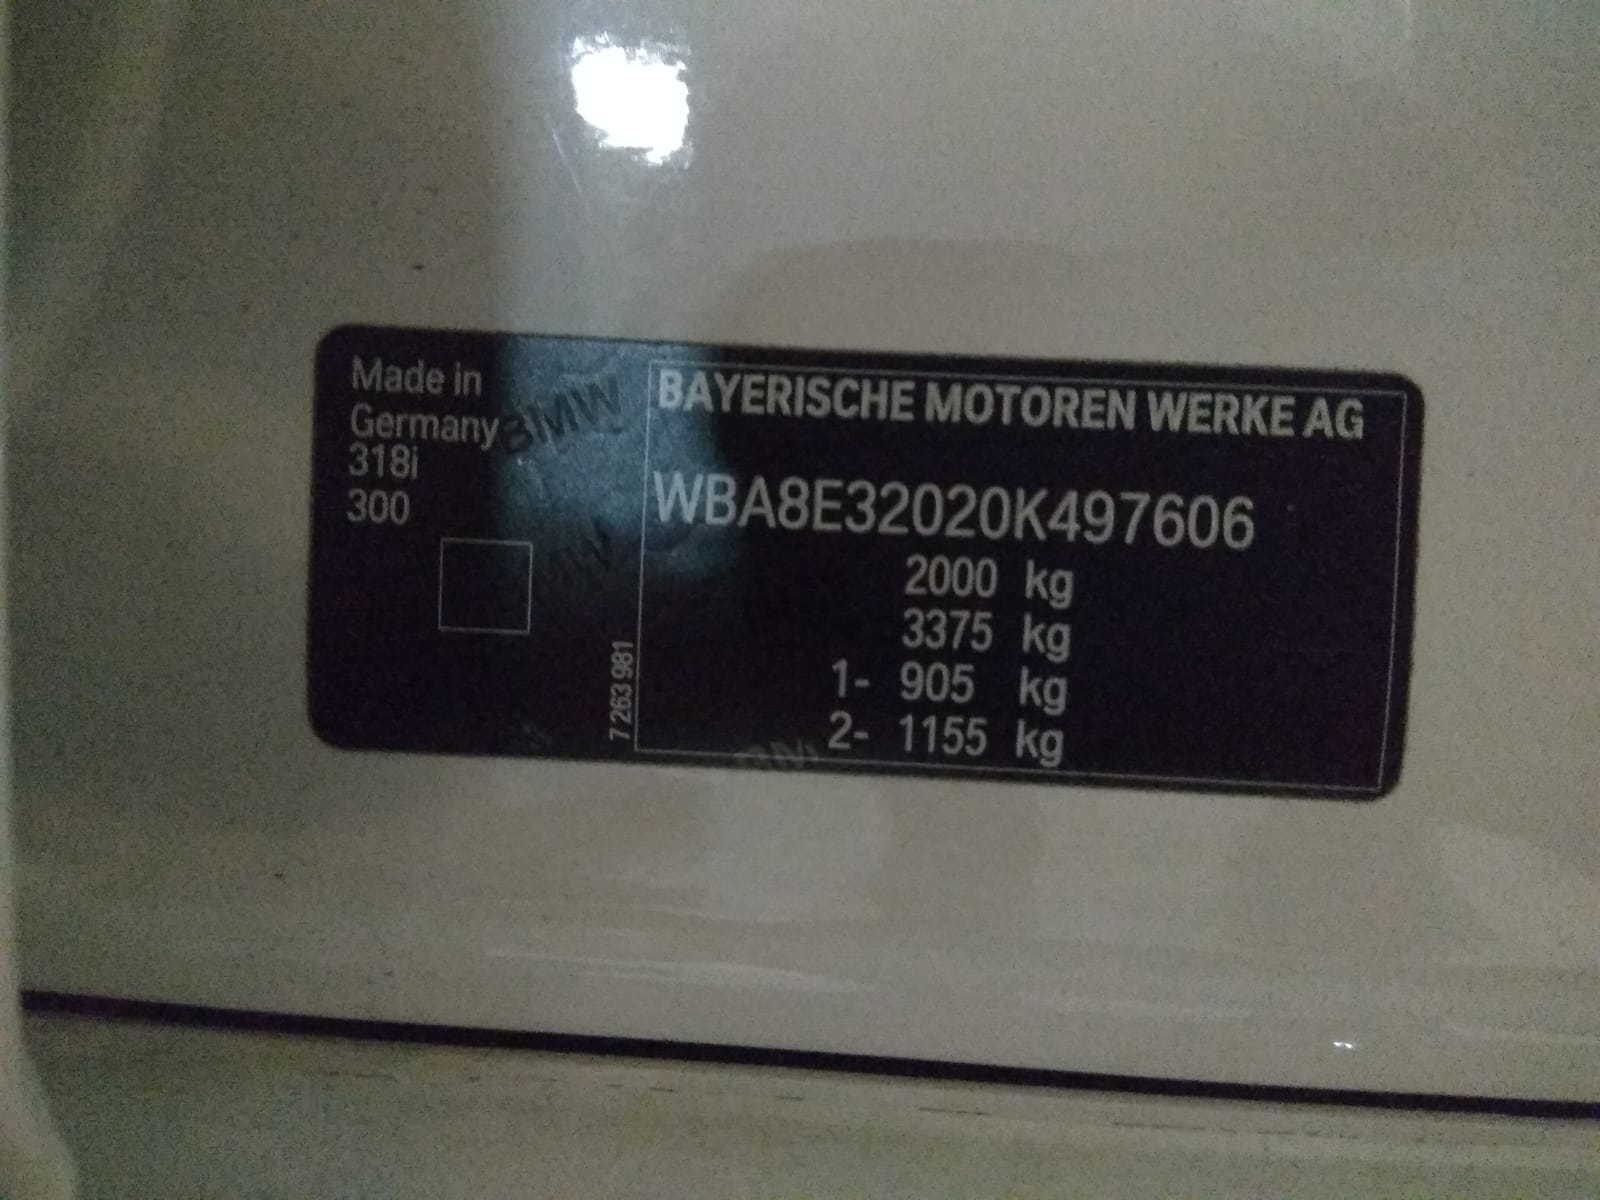 Made in
Germany
318i
300
7 263 981
BAYERISCHE MOTOREN WERKE AG
WBA8E32020K497606
2000 kg
3375 kg
1- 905 kg
2- 1155 kg
BMW